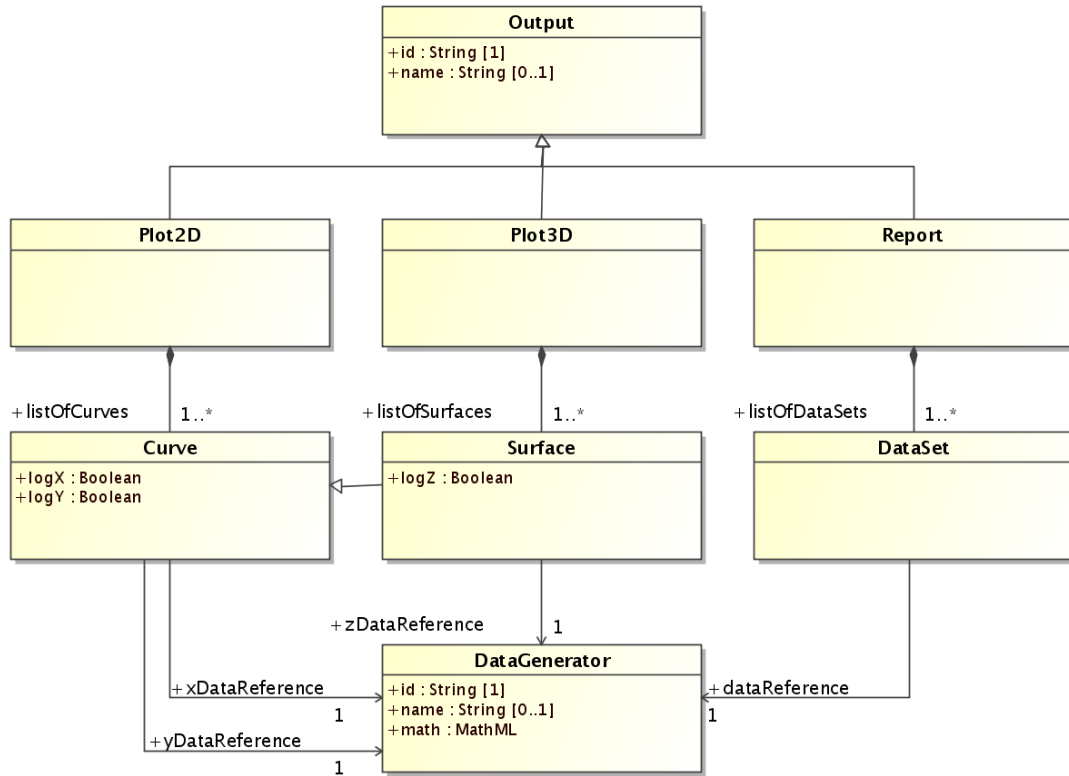 Output
+id : String [1]
+name : String [0..1]
Plot2D
Plot3D
Report
+listOfCurves
1..*
+listOfSurfaces
1..*
+listOfDataSets
1..*
Curve
+logX : Boolean
+logY : Boolean
Surface
+logZ : Boolean
DataSet
+zDataReference
1
DataGenerator
+id : String [1]
+name : String [0..1]
+math : MathML
+xDataReference
1
+dataReference
1
+yDataReference
1